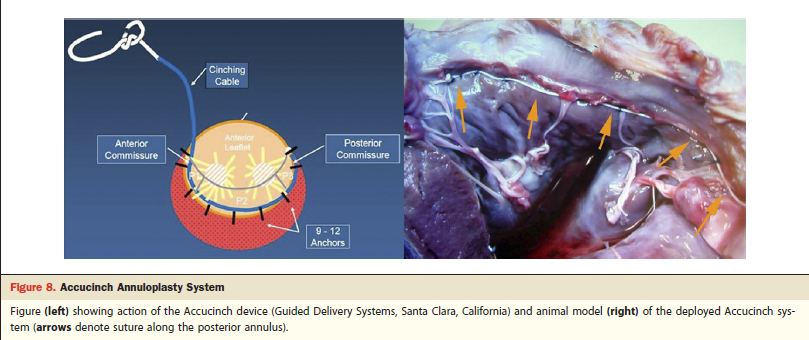 Cinching
Cable
Anterior
Leaflet
Anterior
Commissure
Posterior
Commissure
P1
P3
P2
9 - 12
Anchors
Figure 8. Accucinch Annuloplasty System
Figure (left) showing action of the Accucinch device (Guided Delivery Systems, Santa Clara, California) and animal model (right) of the deployed Accucinch sys-
tem (arrows denote suture along the posterior annulus).